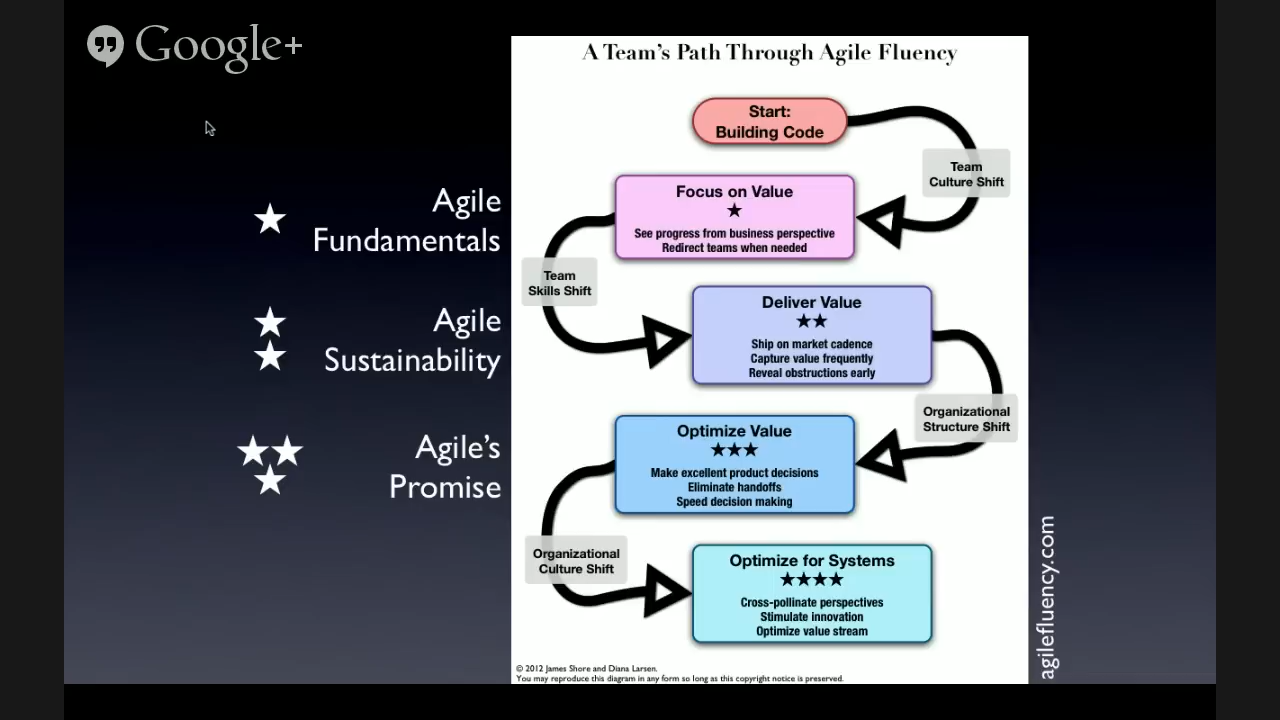 Google+
A Team's Path Through Agile Fluency
Start:
Building Code
Team
Culture Shift
Agile
Fundamentals
Focus on Value
★
See progress from business perspective
Redirect teams when needed
Team
Skills Shift
Agile
Sustainability
Deliver Value
★★
Ship on market cadence
Capture value frequently
Reveal obstructions early
Organizational
Structure Shift
Agile's
Promise
Optimize Value
★★★
Make excellent product decisions
Eliminate handoffs
Speed decision making
Organizational
Culture Shift
Optimize for Systems
★★★★
Cross-pollinate perspectives
Stimulate innovation
Optimize value stream
agilefluency.com
© 2012 James Shore and Diana Larsen.
You may reproduce this diagram in any form so long as this copyright notice is preserved.